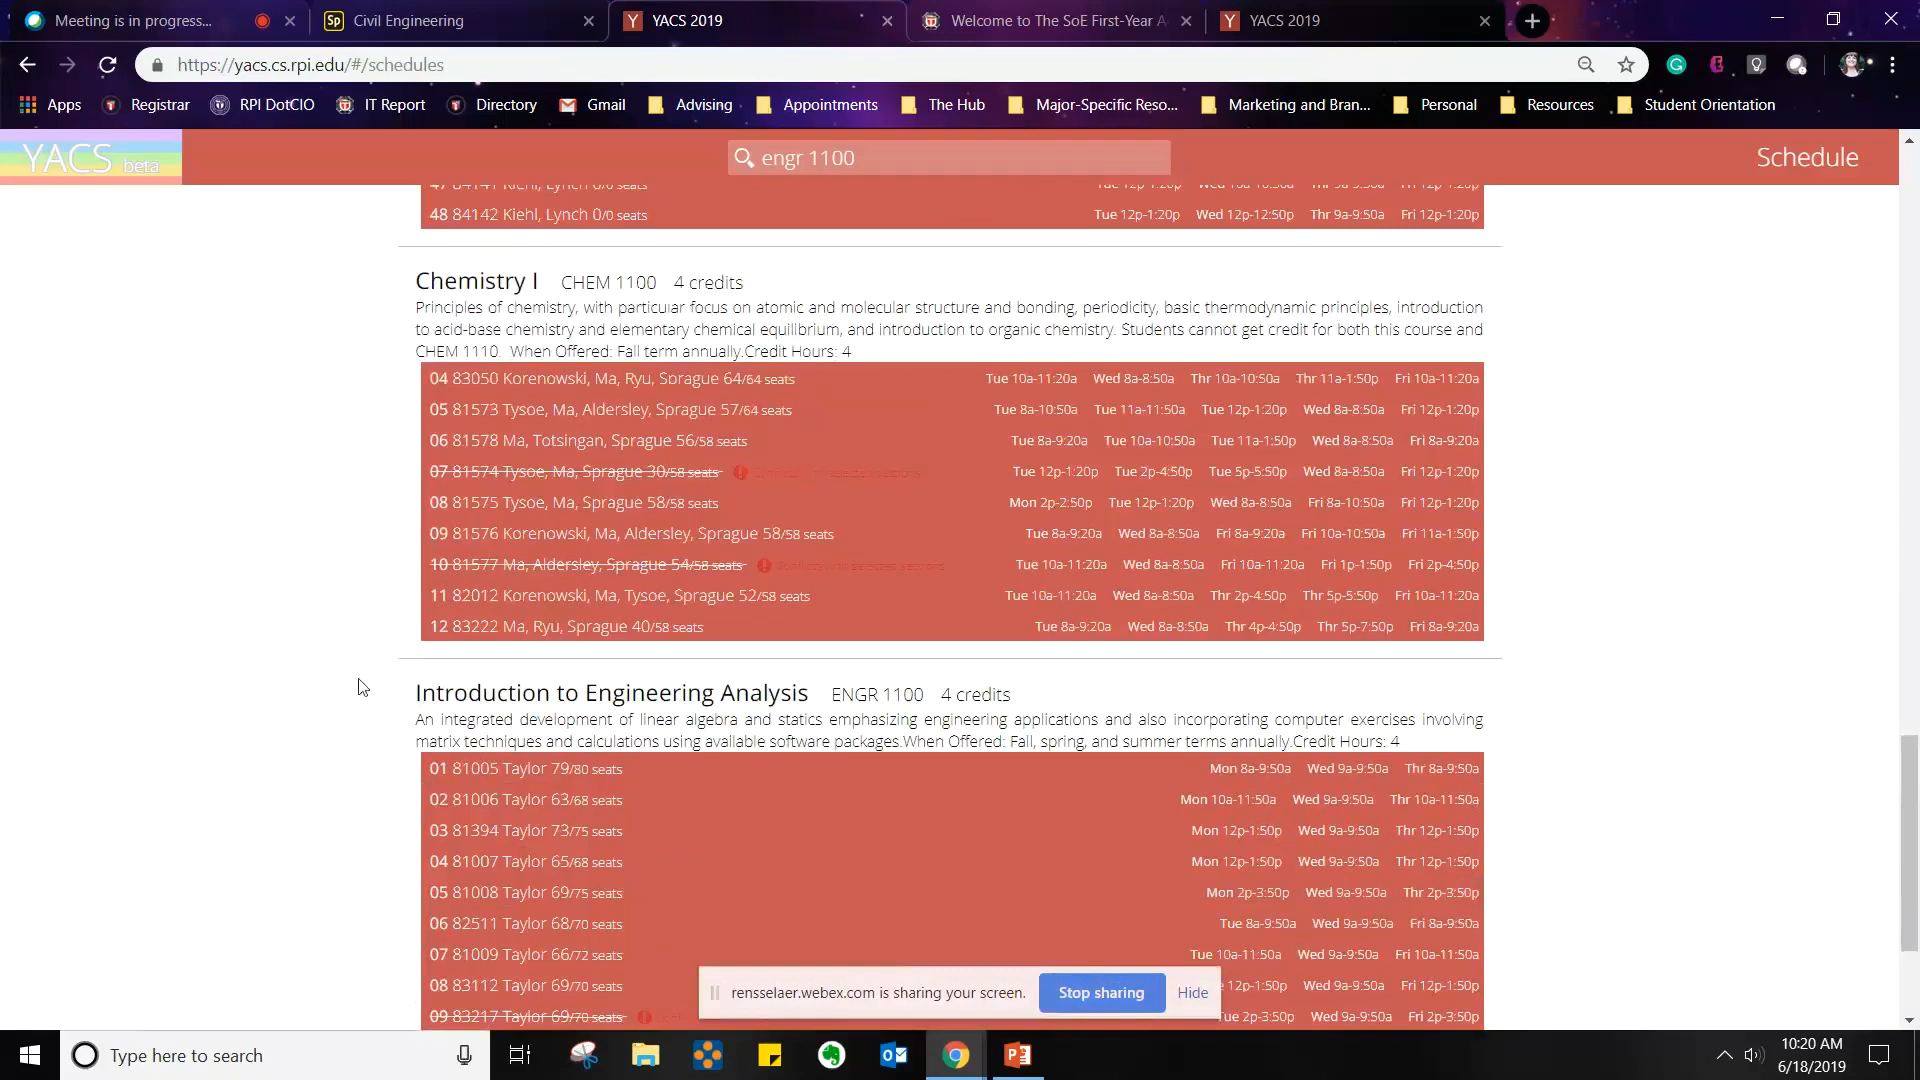 Meeting is in progress...
Civil Engineering
YACS 2019
Welcome to The SoE First-Year A
YACS 2019
https://yacs.cs.rpi.edu/#/schedules
Apps
Registrar
RPI DotCIO
IT Report
Directory
Gmail
Advising
Appointments
The Hub
Major-Specific Reso...
Marketing and Bran...
Personal
Resources
Student Orientation
YACS beta
engr 1100
Schedule
48 84142 Kiehl, Lynch 0/0 seats Tue 12p-1:20p Wed 12p-12:50p Thr 9a-9:50a Fri 12p-1:20p
Chemistry I CHEM 1100 4 credits
Principles of chemistry, with particular focus on atomic and molecular structure and bonding, periodicity, basic thermodynamic principles, introduction
to acid-base chemistry and elementary chemical equilibrium, and introduction to organic chemistry. Students cannot get credit for both this course and
CHEM 1110. When Offered: Fall term annually.Credit Hours: 4
04 83050 Korenowski, Ma, Ryu, Sprague 64/64 seats Tue 10a-11:20a Wed 8a-8:50a Thr 10a-10:50a Thr 11a-1:50p Fri 10a-11:20a
05 81573 Tysoe, Ma, Aldersley, Sprague 57/64 seats Tue 8a-10:50a Tue 11a-11:50a Tue 12p-1:20p Wed 8a-8:50a Fri 12p-1:20p
06 81578 Ma, Totsingan, Sprague 56/58 seats Tue 8a-9:20a Tue 10a-10:50a Tue 11a-1:50p Wed 8a-8:50a Fri 8a-9:20a
07 81574 Tysoe, Ma, Sprague 30/58 seats Tue 12p-1:20p Tue 2p-4:50p Tue 5p-5:50p Wed 8a-8:50a Fri 12p-1:20p
08 81575 Tysoe, Ma, Sprague 58/58 seats Mon 2p-2:50p Tue 12p-1:20p Wed 8a-8:50a Fri 8a-10:50a Fri 12p-1:20p
09 81576 Korenowski, Ma, Aldersley, Sprague 58/58 seats Tue 8a-9:20a Wed 8a-8:50a Fri 8a-9:20a Fri 10a-10:50a Fri 11a-1:50p
10 81577 Ma, Aldersley, Sprague 54/58 seats Tue 10a-11:20a Wed 8a-8:50a Fri 10a-11:20a Fri 1p-1:50p Fri 2p-4:50p
11 82012 Korenowski, Ma, Tysoe, Sprague 52/58 seats Tue 10a-11:20a Wed 8a-8:50a Thr 2p-4:50p Thr 5p-5:50p Fri 10a-11:20a
12 83222 Ma, Ryu, Sprague 40/58 seats Tue 8a-9:20a Wed 8a-8:50a Thr 4p-4:50p Thr 5p-7:50p Fri 8a-9:20a
Introduction to Engineering Analysis ENGR 1100 4 credits
An integrated development of linear algebra and statics emphasizing engineering applications and also incorporating computer exercises involving
matrix techniques and calculations using available software packages.When Offered: Fall, spring, and summer terms annually.Credit Hours: 4
01 81005 Taylor 79/80 seats Mon 8a-9:50a Wed 9a-9:50a Thr 8a-9:50a
02 81006 Taylor 63/68 seats Mon 10a-11:50a Wed 9a-9:50a Thr 10a-11:50a
03 81394 Taylor 73/75 seats Mon 12p-1:50p Wed 9a-9:50a Thr 12p-1:50p
04 81007 Taylor 65/68 seats Mon 12p-1:50p Wed 9a-9:50a Thr 12p-1:50p
05 81008 Taylor 69/75 seats Mon 2p-3:50p Wed 9a-9:50a Thr 2p-3:50p
06 82511 Taylor 68/70 seats Tue 8a-9:50a Wed 9a-9:50a Fri 8a-9:50a
07 81009 Taylor 66/72 seats Tue 10a-11:50a Wed 9a-9:50a Fri 10a-11:50a
08 83112 Taylor 69/70 seats 12p-1:50p Wed 9a-9:50a Fri 12p-1:50p
09 83217 Taylor 69/70 seats Tue 2p-3:50p Wed 9a-9:50a Fri 2p-3:50p
rensselaer.webex.com is sharing your screen.
Stop sharing
Hide
Type here to search
10:20 AM
6/18/2019